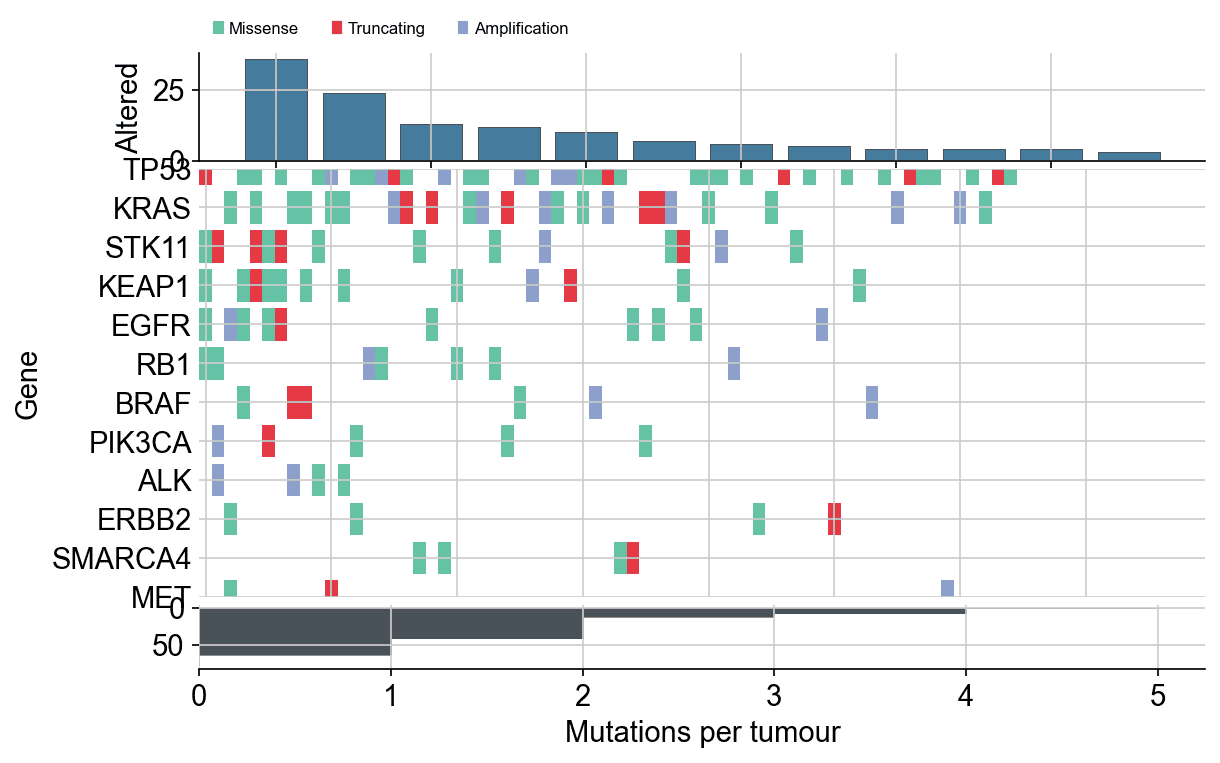 Missense Truncating Amplification
Altered
25
0
Gene
TP53
KRAS
STK11
KEAP1
EGFR
RB1
BRAF
PIK3CA
ALK
ERBB2
SMARCA4
MET
0
50
0 1 2 3 4 5
Mutations per tumour